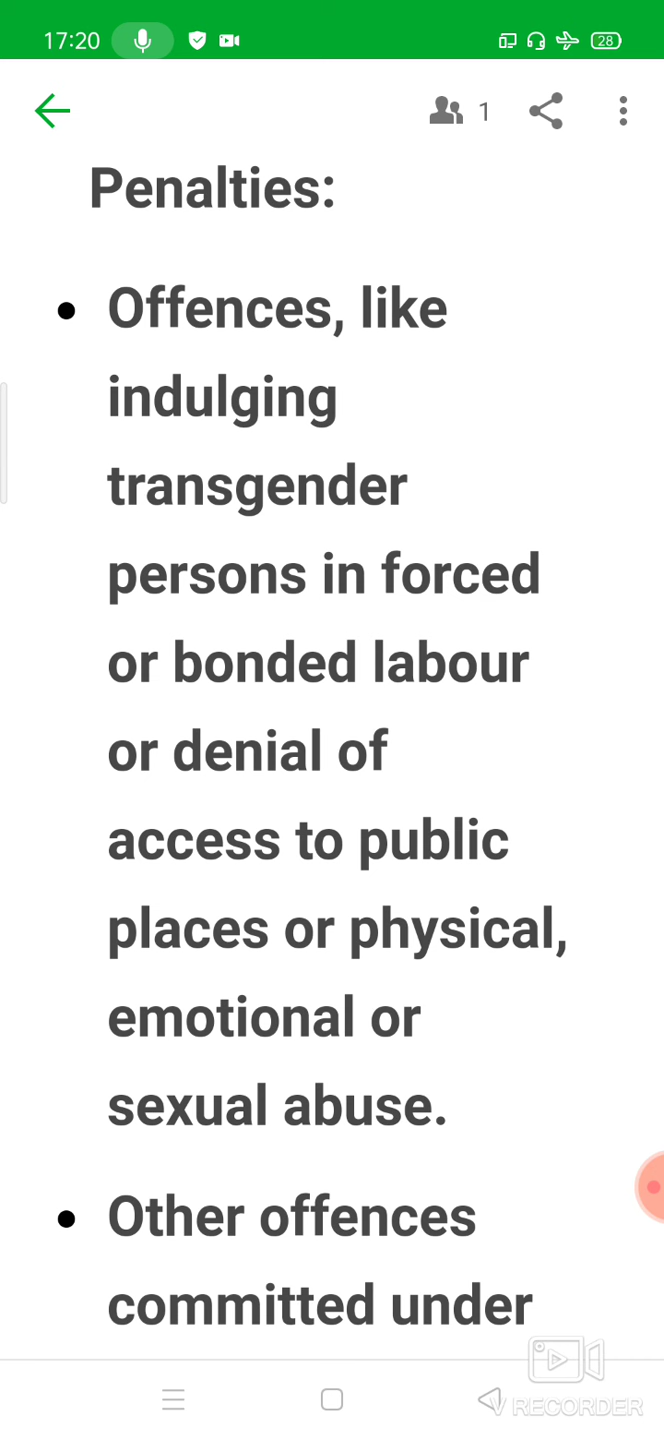 17:20
28
1
Penalties:
• Offences, like
indulging
transgender
persons in forced
or bonded labour
or denial of
access to public
places or physical,
emotional or
sexual abuse.
• Other offences
committed under
V RECORDER